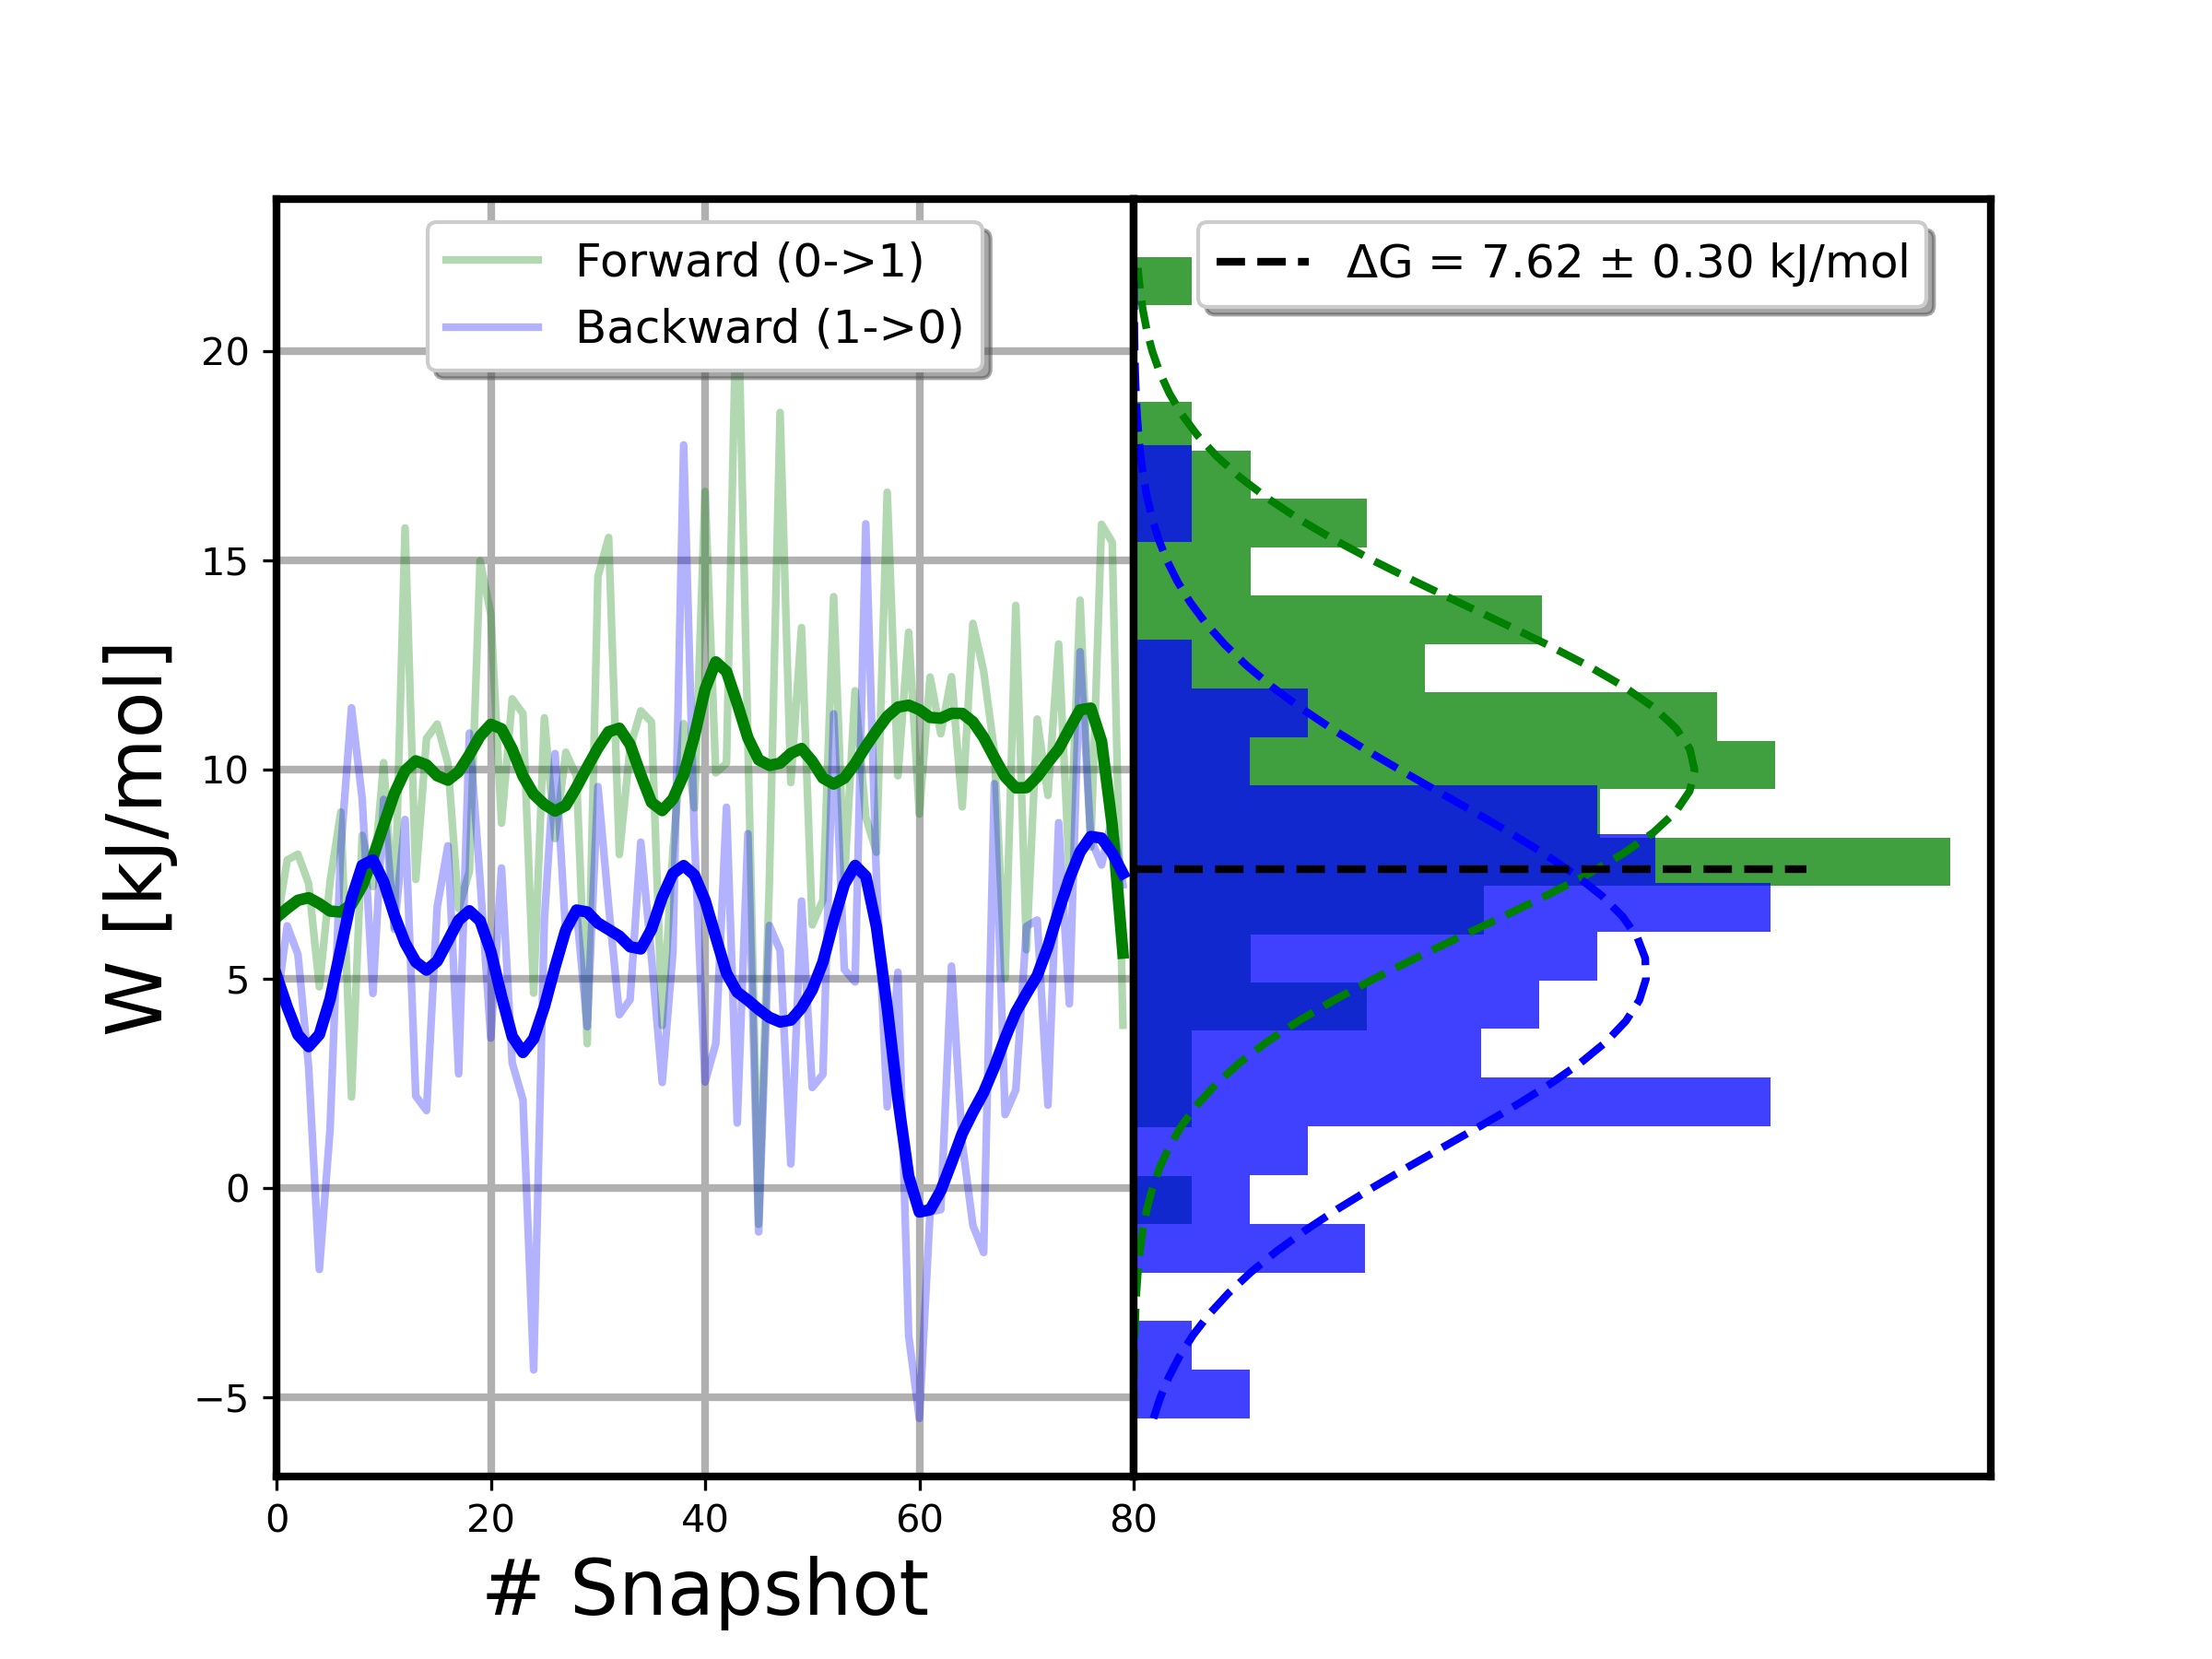 Forward (0->1)
Backward (1->0)
ΔG = 7.62 ± 0.30 kJ/mol
W [kJ/mol]
20
15
10
5
0
−5
0 20 40 60 80
# Snapshot